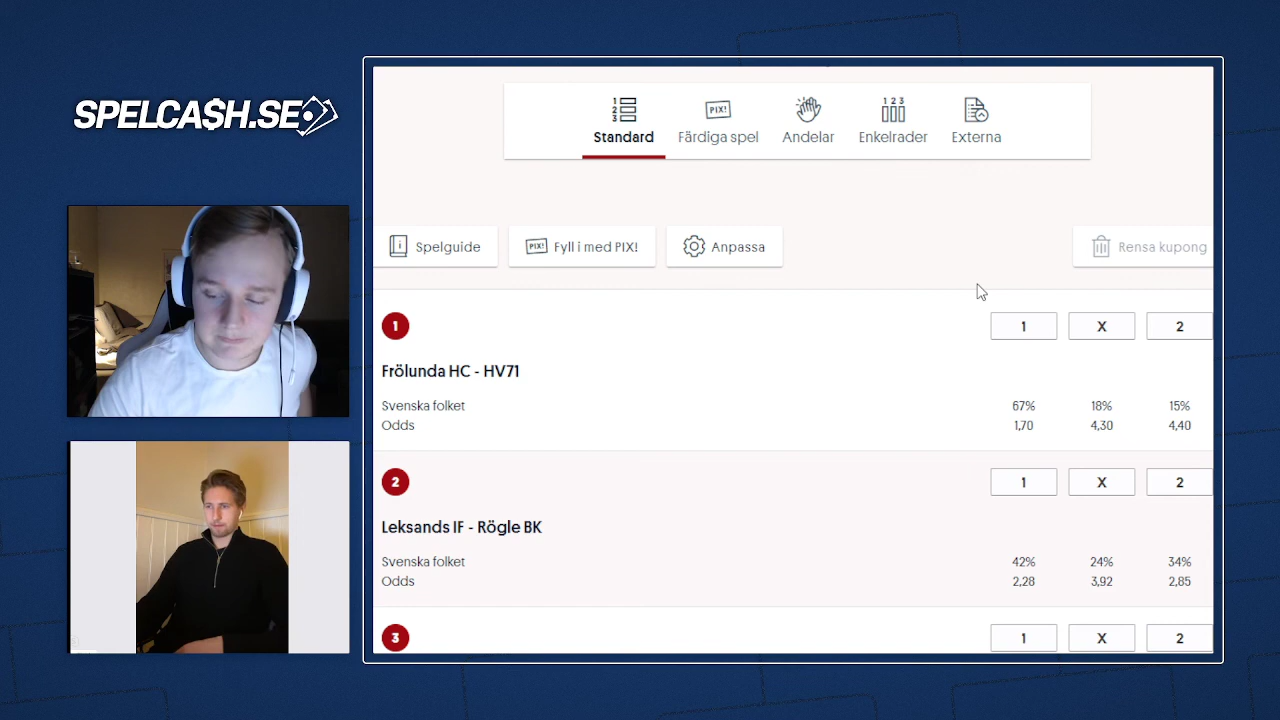 SPELCA$H.SE
1 2 3
Standard
PIX!
Färdiga spel
Andelar
1 2 3
Enkelrader
Externa
Spelguide
PIX!
Fyll i med PIX!
Anpassa
Rensa kupong
1
1 X 2
Frölunda HC - HV71
Svenska folket 67% 18% 15%
Odds 1,70 4,30 4,40
2
1 X 2
Leksands IF - Rögle BK
Svenska folket 42% 24% 34%
Odds 2,28 3,92 2,85
3
1 X 2